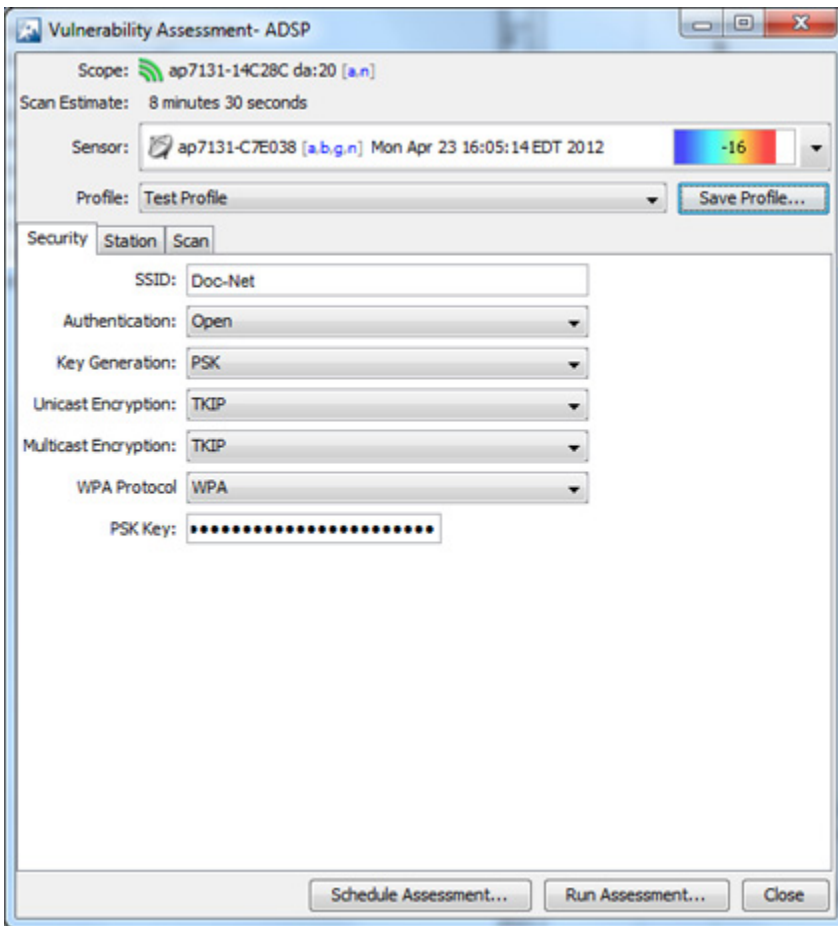 Vulnerability Assessment- ADSP
Scope: ap7131-14C28C da:20 [a,n]
Scan Estimate: 8 minutes 30 seconds
Sensor: ap7131-C7E038 [a,b,g,n] Mon Apr 23 16:05:14 EDT 2012 -16
Profile: Test Profile Save Profile...
Security Station Scan
SSID: Doc-Net
Authentication: Open
Key Generation: PSK
Unicast Encryption: TKIP
Multicast Encryption: TKIP
WPA Protocol WPA
PSK Key: •••••••••••••••••••••••
Schedule Assessment... Run Assessment... Close